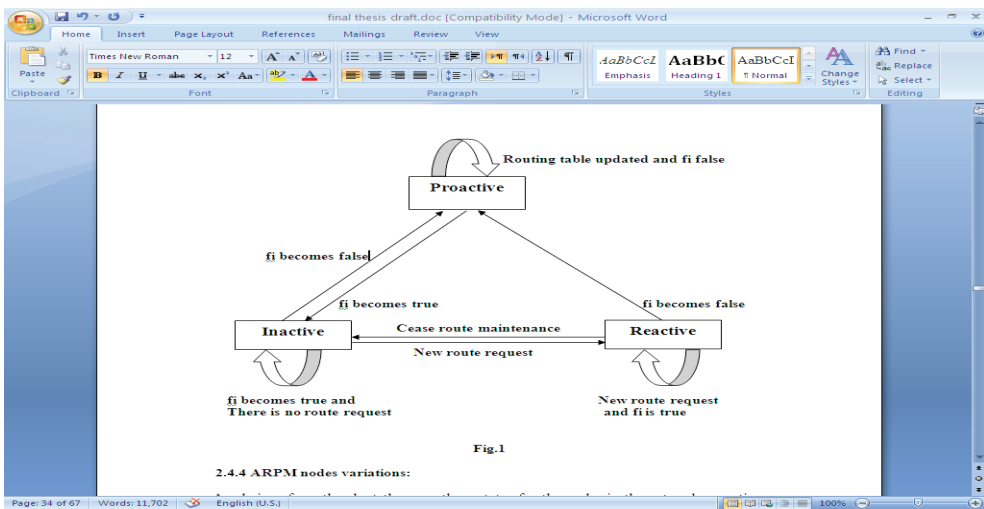 final thesis draft.doc [Compatibility Mode] - Microsoft Word
Home Insert Page Layout References Mailings Review View
Paste
Times New Roman 12
B I U abc x₂ x² Aa A
AaBbCcI AaBbC AaBbCcI
Emphasis Heading 1 ¶ Normal
Change Styles
Find
Replace
Select
Clipboard Font Paragraph Styles Editing
Routing table updated and fi false
Proactive
fi becomes false
fi becomes true
fi becomes false
Inactive
Cease route maintenance
Reactive
New route request
fi becomes true and
There is no route request
New route request
and fi is true
Fig.1
2.4.4 ARPM nodes variations:
Page: 34 of 67 Words: 11,702 English (U.S.) 100%